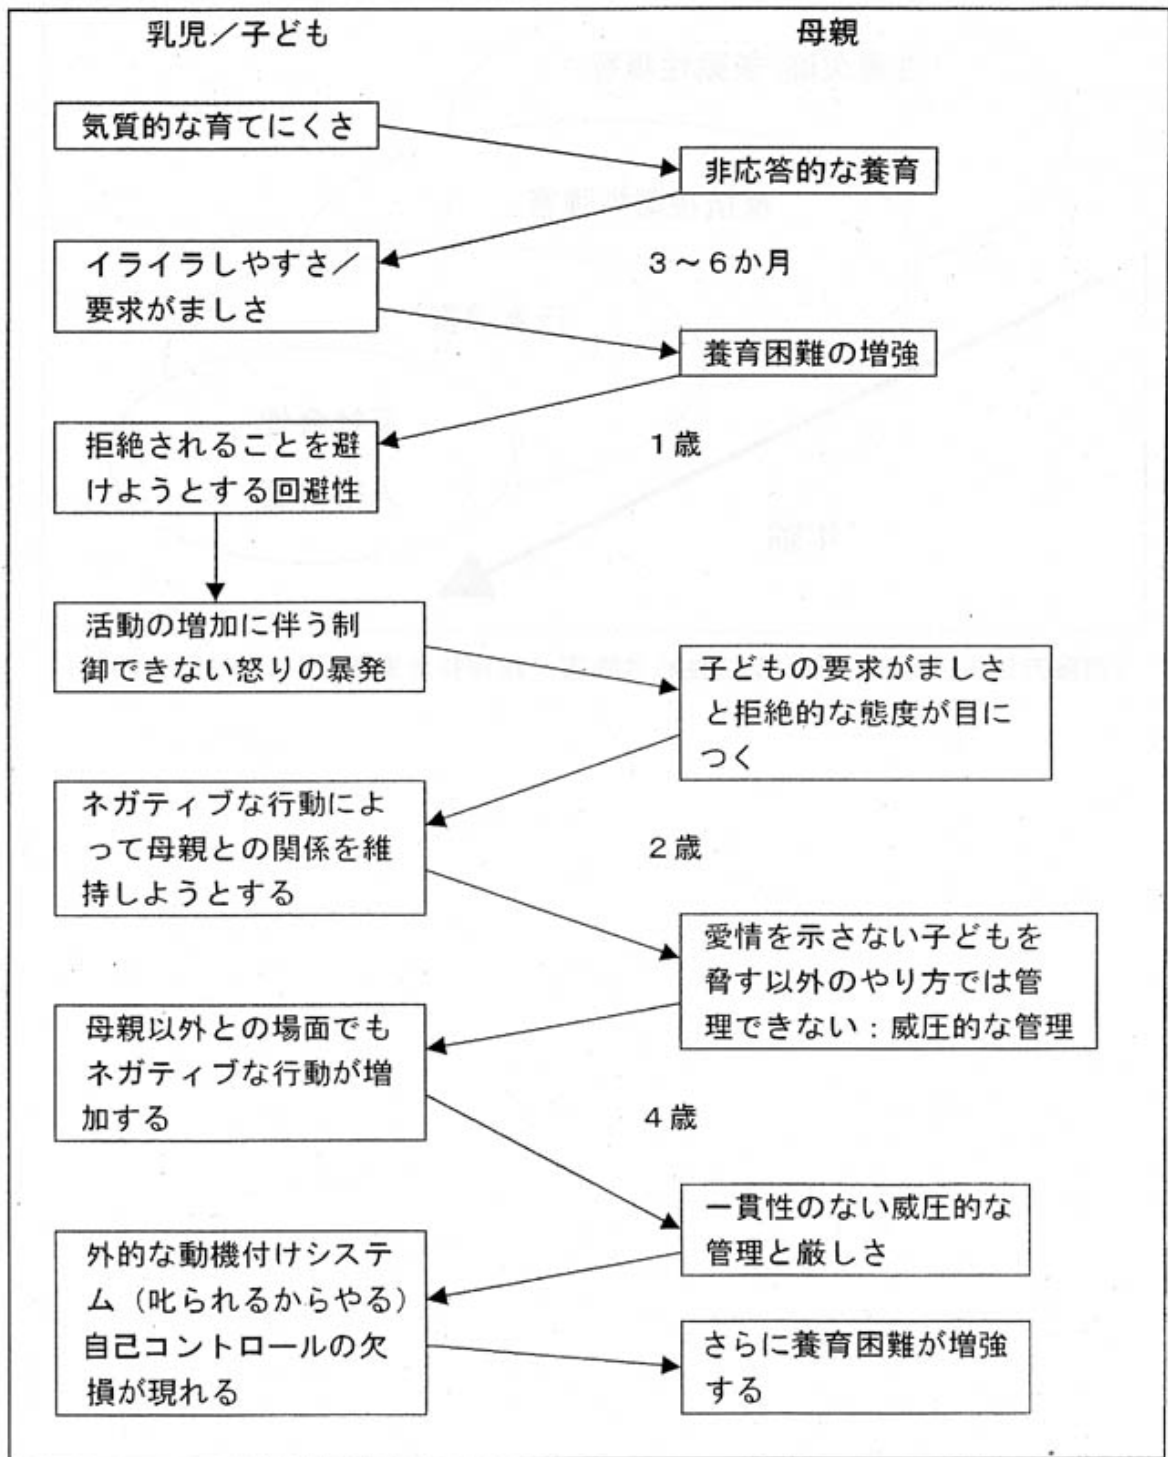 乳児／子ども
母親
気質的な育てにくさ
非応答的な養育
イライラしやすさ／
要求がましさ
3～6か月
養育困難の増強
拒絶されることを避
けようとする回避性
1歳
活動の増加に伴う制
御できない怒りの暴発
子どもの要求がましさ
と拒絶的な態度が目に
つく
ネガティブな行動によ
って母親との関係を維
持しようとする
2歳
愛情を示さない子どもを
脅す以外のやり方では管
理できない：威圧的な管理
母親以外との場面でも
ネガティブな行動が増
加する
4歳
一貫性のない威圧的な
管理と厳しさ
外的な動機付けシステ
ム（叱られるからやる）
自己コントロールの欠
損が現れる
さらに養育困難が増強
する